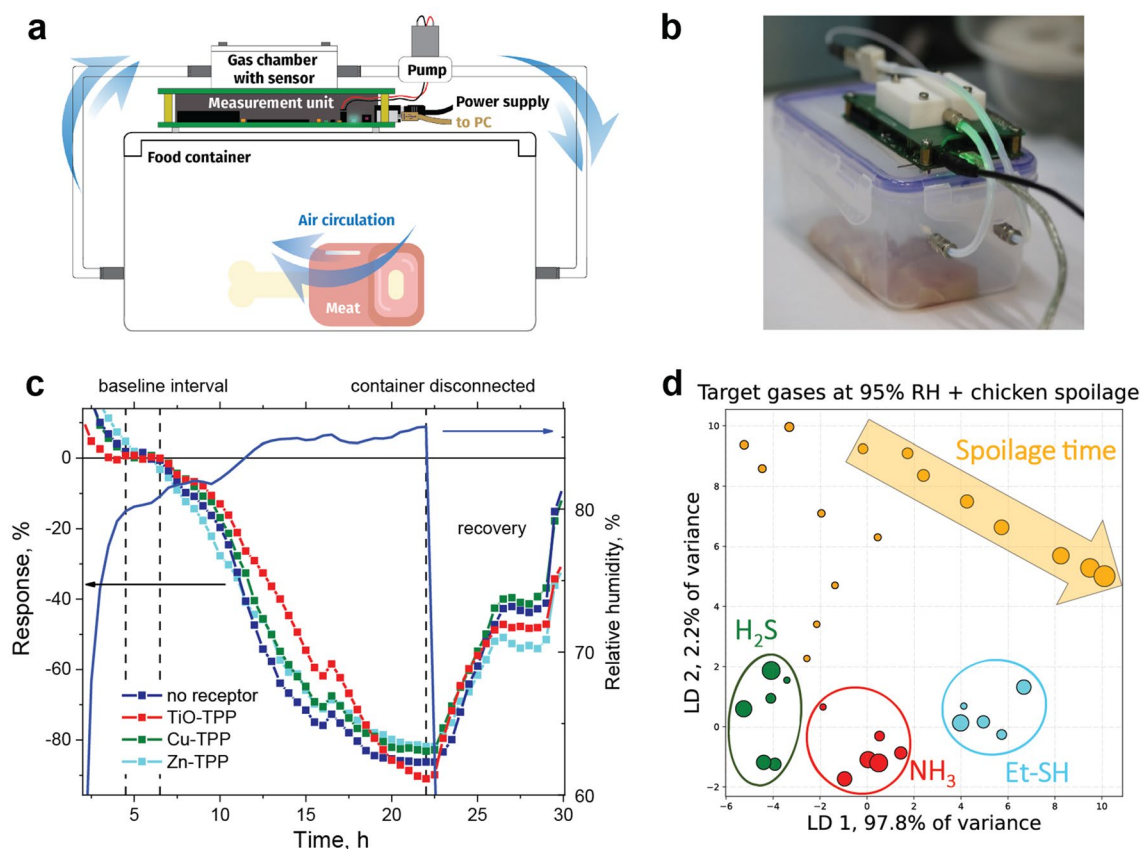 a
Gas chamber
with sensor
Pump
Measurement unit
Power supply
to PC
Food container
Air circulation
Meat
b
c
baseline interval
container disconnected
recovery
Response, %
0
-20
-40
-60
-80
no receptor
TiO-TPP
Cu-TPP
Zn-TPP
5
10
15
20
25
30
Time, h
80
70
60
Relative humidity, %
d
Target gases at 95% RH + chicken spoilage
Spoilage time
H₂S
NH₃
Et-SH
LD 2, 2.2% of variance
10
8
6
4
2
0
−2
−6
−4
−2
0
2
4
6
8
10
LD 1, 97.8% of variance